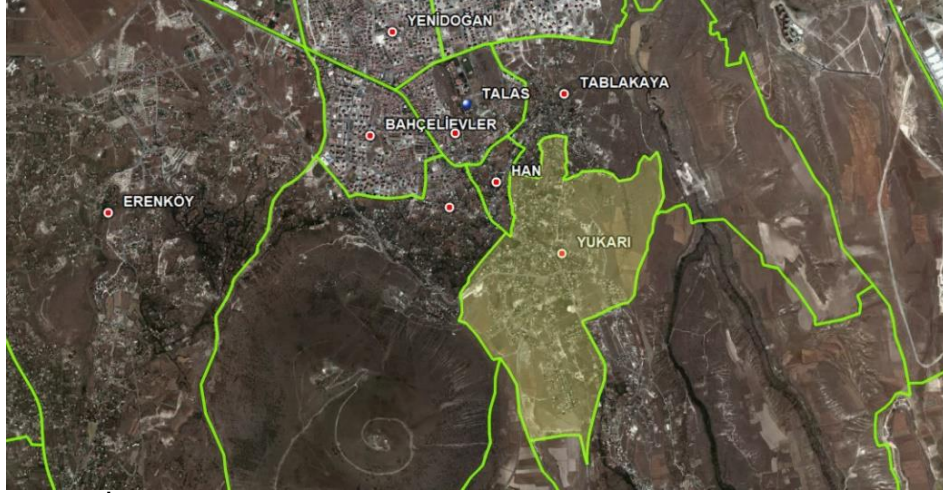 YENİDOĞAN
TALAS
TABLAKAYA
BAHÇELİEVLER
HAN
ERENKÖY
YUKARI